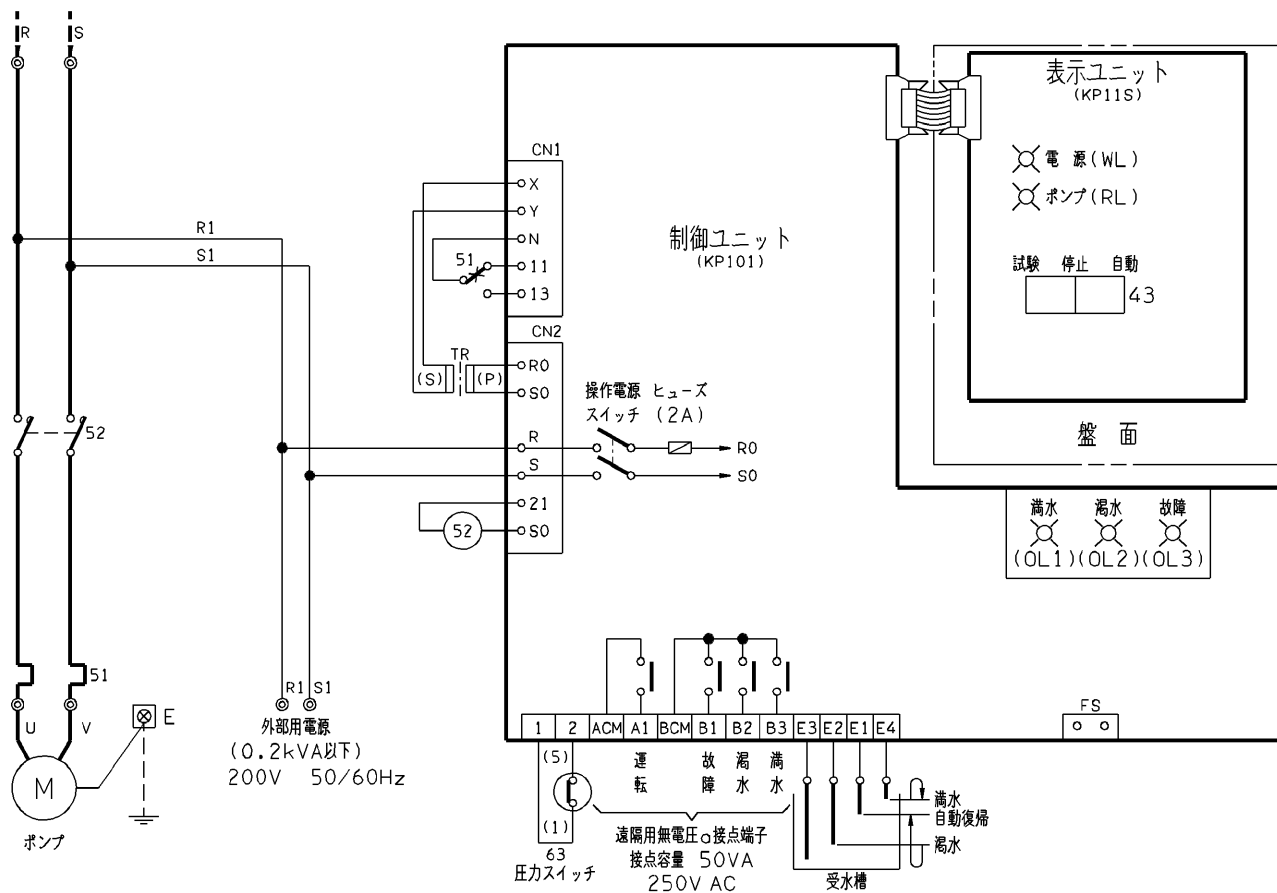 R S
表示ユニット
(KP11S)
電 源(WL)
ポンプ(RL)
試験 停止 自動
43
盤 面
満水 渇水 故障
(OL1)(OL2)(OL3)
制御ユニット
(KP101)
CN1
X
Y
N
51
11
13
R1
S1
CN2
TR
(S) (P)
R0
S0
操作電源 ヒューズ
スイッチ (2A)
R
S
R0
S0
21
52
S0
52
51
U V
E
M
ポンプ
R1 S1
外部用電源
(0.2kVA以下)
200V 50/60Hz
1 2 ACM A1 BCM B1 B2 B3 E3 E2 E1 E4
FS
(5)
(1)
63
圧力スイッチ
運転
故障
渇水
満水
遠隔用無電圧a接点端子
接点容量 50VA
250V AC
満水
自動復帰
渇水
受水槽